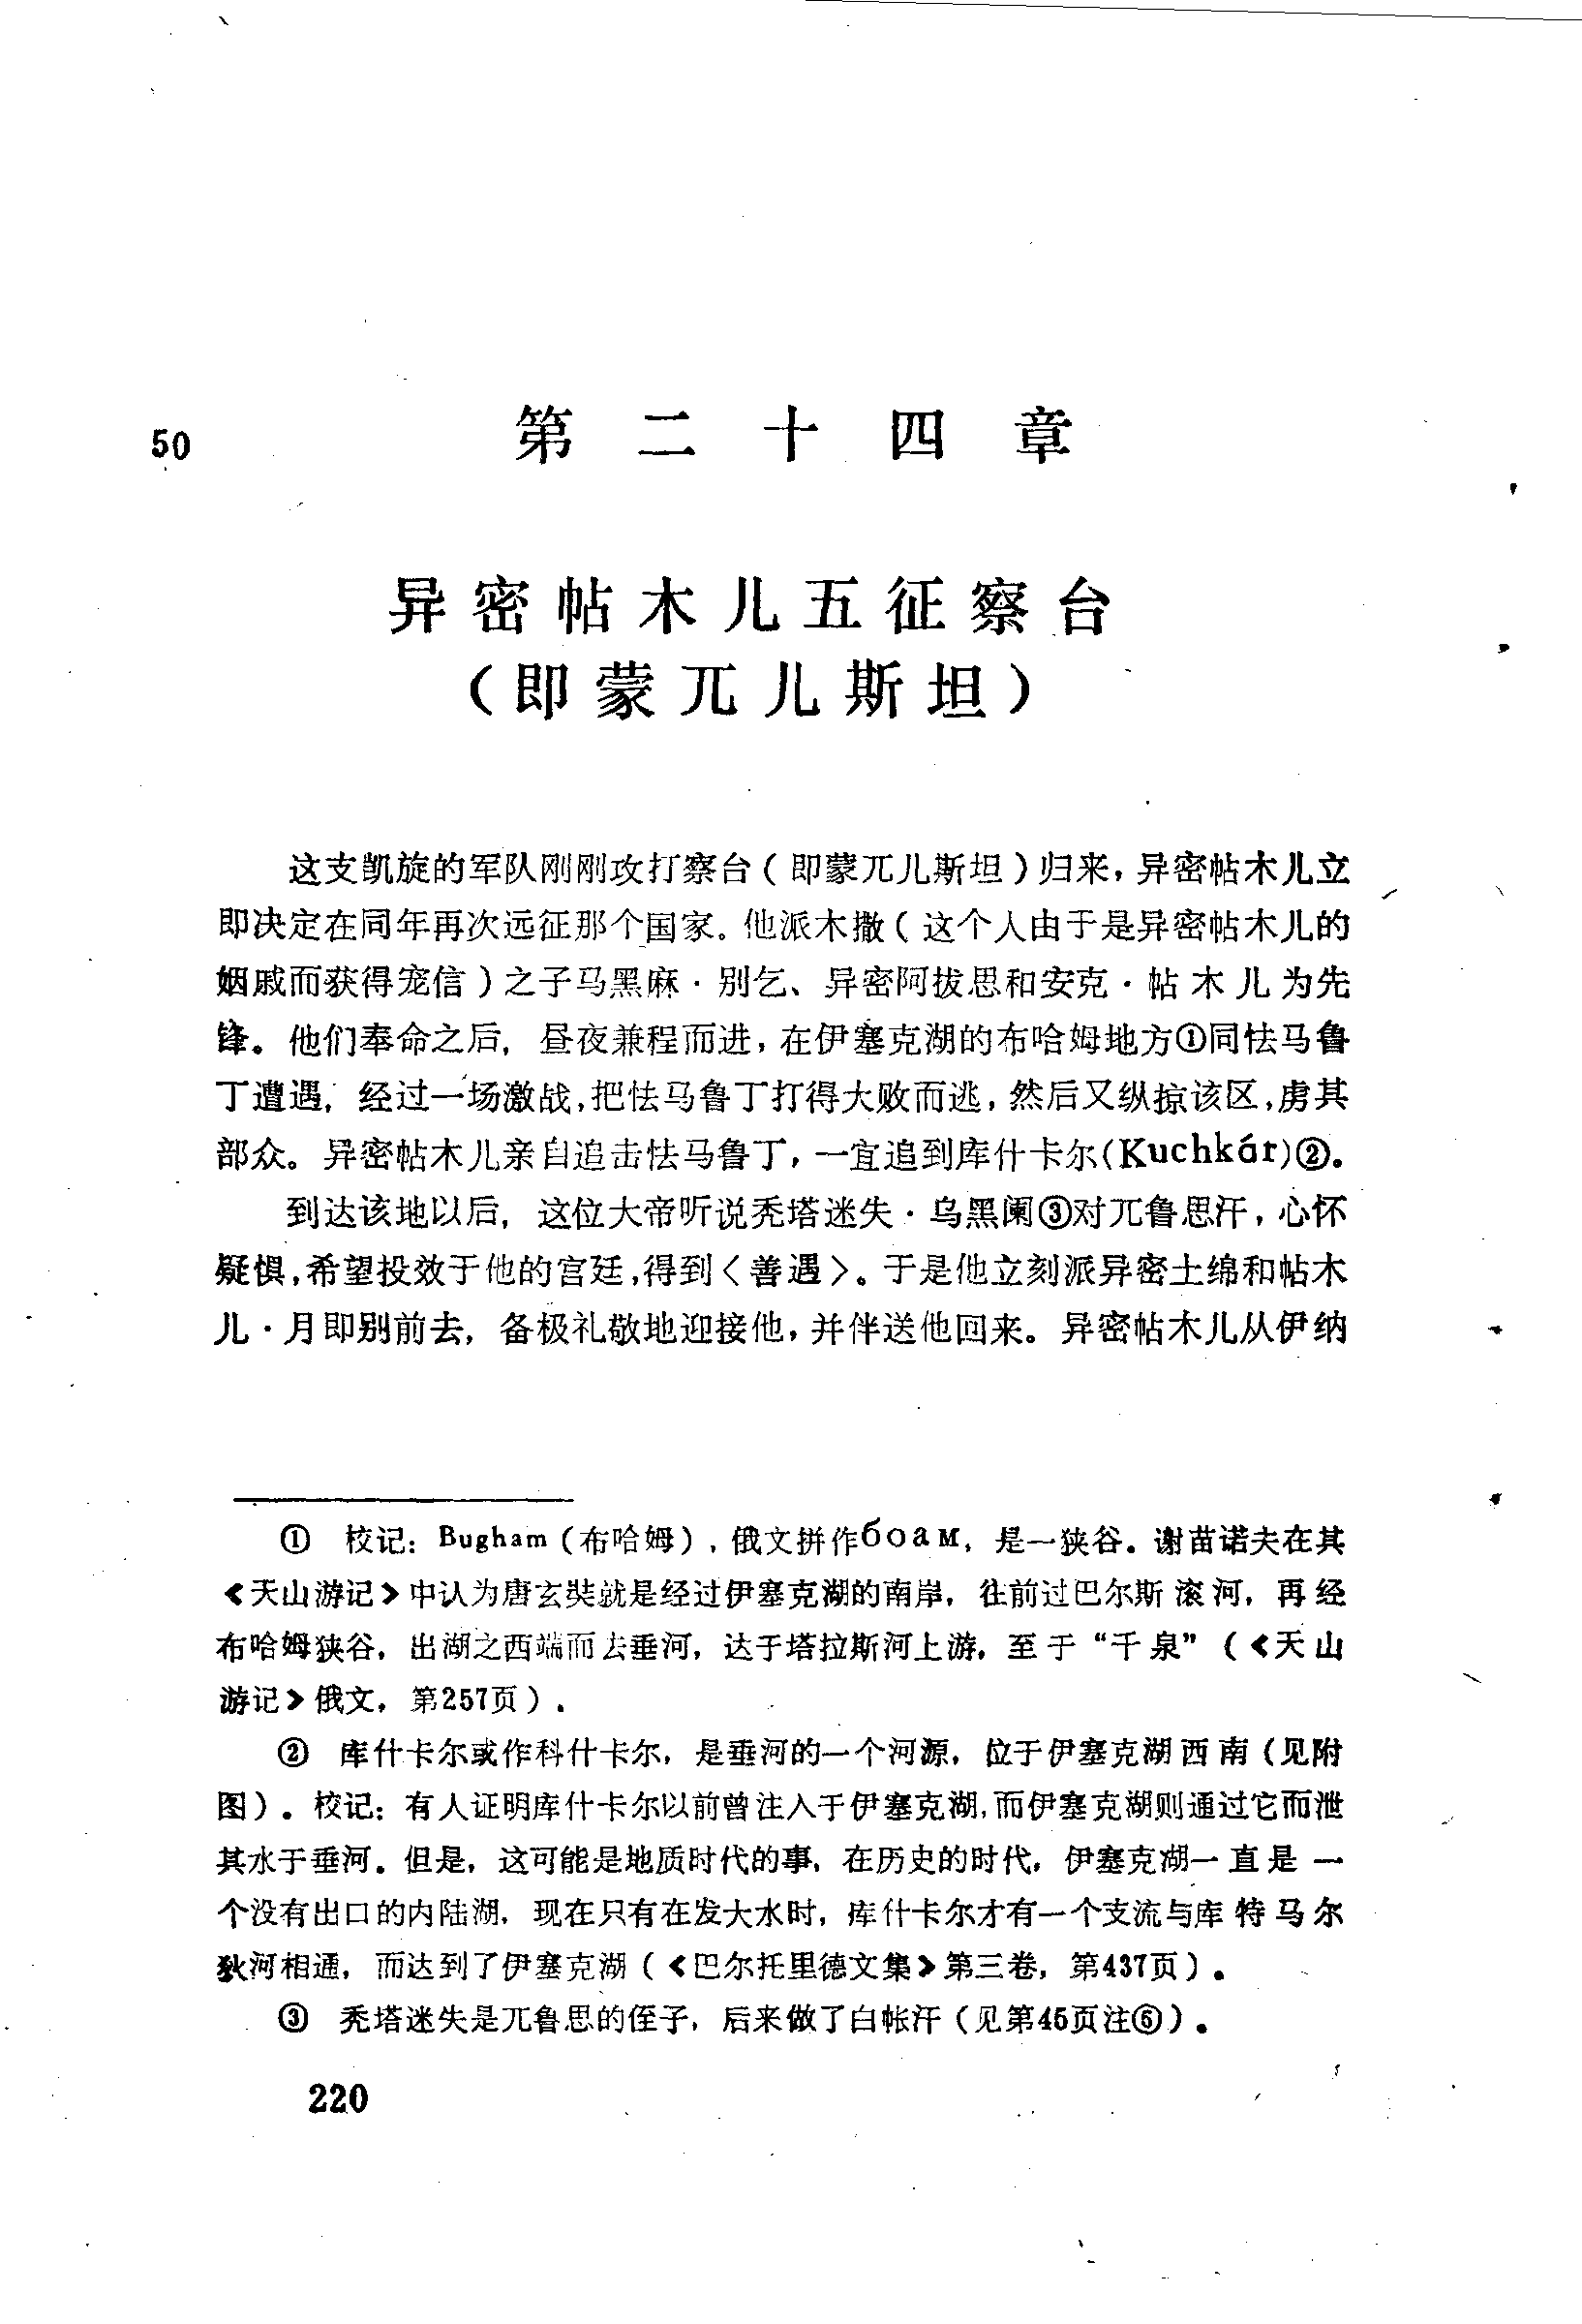 50
第二十四章
异密帖木儿五征察台
（即蒙兀儿斯坦）
这支凯旋的军队刚刚攻打察台（即蒙兀儿斯坦）归来，异密帖木儿立
即决定在同年再次远征那个国家。他派木撒（这个人由于是异密帖木儿的
姻戚而获得宠信）之子马黑麻·别乞、异密阿拔思和安克·帖木儿为先
锋。他们奉命之后，昼夜兼程而进，在伊塞克湖的布哈姆地方①同怯马鲁
丁遭遇，经过一场激战，把怯马鲁丁打得大败而逃，然后又纵掠该区，虏其
部众。异密帖木儿亲自追击怯马鲁丁，一直追到库什卡尔(Kuchkár)②。
到达该地以后，这位大帝听说秃塔迷失·乌黑阑③对兀鲁思汗，心怀
疑惧，希望投效于他的宫廷，得到〈善遇〉。于是他立刻派异密土绵和帖木
儿·月即别前去，备极礼敬地迎接他，并伴送他回来。异密帖木儿从伊纳
① 校记：Bugham（布哈姆），俄文拼作боам，是一狭谷。谢苗诺夫在其
《天山游记》中认为唐玄奘就是经过伊塞克湖的南岸，往前过巴尔斯滚河，再经
布哈姆狭谷，出湖之西端而去垂河，达于塔拉斯河上游，至于“千泉”（《天山
游记》俄文，第257页）。
② 库什卡尔或作科什卡尔，是垂河的一个河源，位于伊塞克湖西南（见附
图）。校记：有人证明库什卡尔以前曾注入于伊塞克湖，而伊塞克湖则通过它而泄
其水于垂河。但是，这可能是地质时代的事，在历史的时代，伊塞克湖一直是一
个没有出口的内陆湖，现在只有在发大水时，库什卡尔才有一个支流与库特马尔
狄河相通，而达到了伊塞克湖（《巴尔托里德文集》第三卷，第437页）。
③ 秃塔迷失是兀鲁思的侄子，后来做了白帐汗（见第45页注⑥）。
220